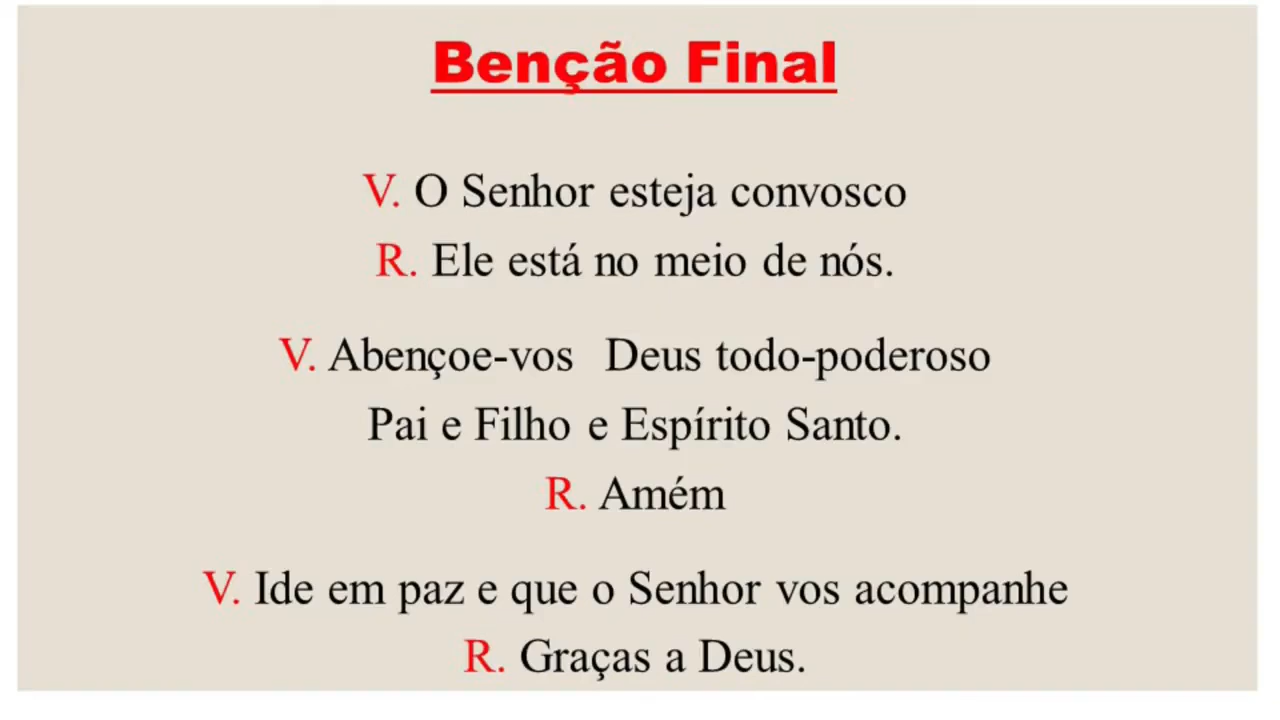 Benção Final
V. O Senhor esteja convosco
R. Ele está no meio de nós.
V. Abençoe-vos Deus todo-poderoso
Pai e Filho e Espírito Santo.
R. Amém
V. Ide em paz e que o Senhor vos acompanhe
R. Graças a Deus.